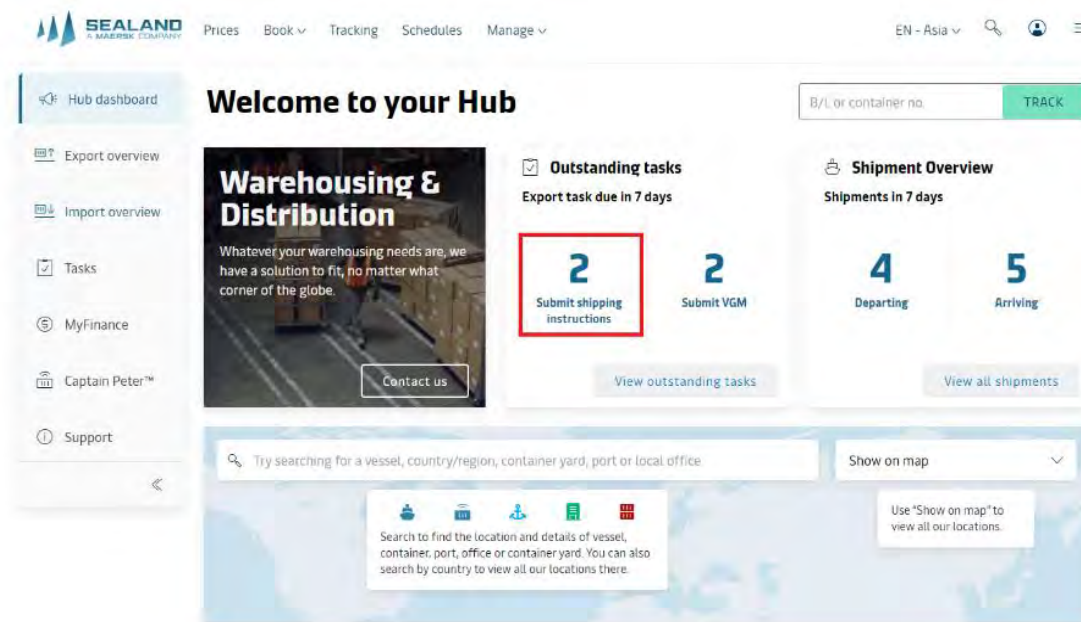 SEALAND
A MAERSK COMPANY
Prices Book Tracking Schedules Manage
EN - Asia
Hub dashboard
Export overview
Import overview
Tasks
MyFinance
Captain Peter™
Support
Welcome to your Hub
B/L or container no.
TRACK
Warehousing &
Distribution
Whatever your warehousing needs are, we
have a solution to fit, no matter what
corner of the globe.
Contact us
Outstanding tasks
Export task due in 7 days
2
Submit shipping
instructions
2
Submit VGM
View outstanding tasks
Shipment Overview
Shipments in 7 days
4
Departing
5
Arriving
View all shipments
Try searching for a vessel, country/region, container yard, port or local office
Show on map
Search to find the location and details of vessel,
container, port, office or container yard. You can also
search by country to view all our locations there.
Use "Show on map" to
view all our locations.